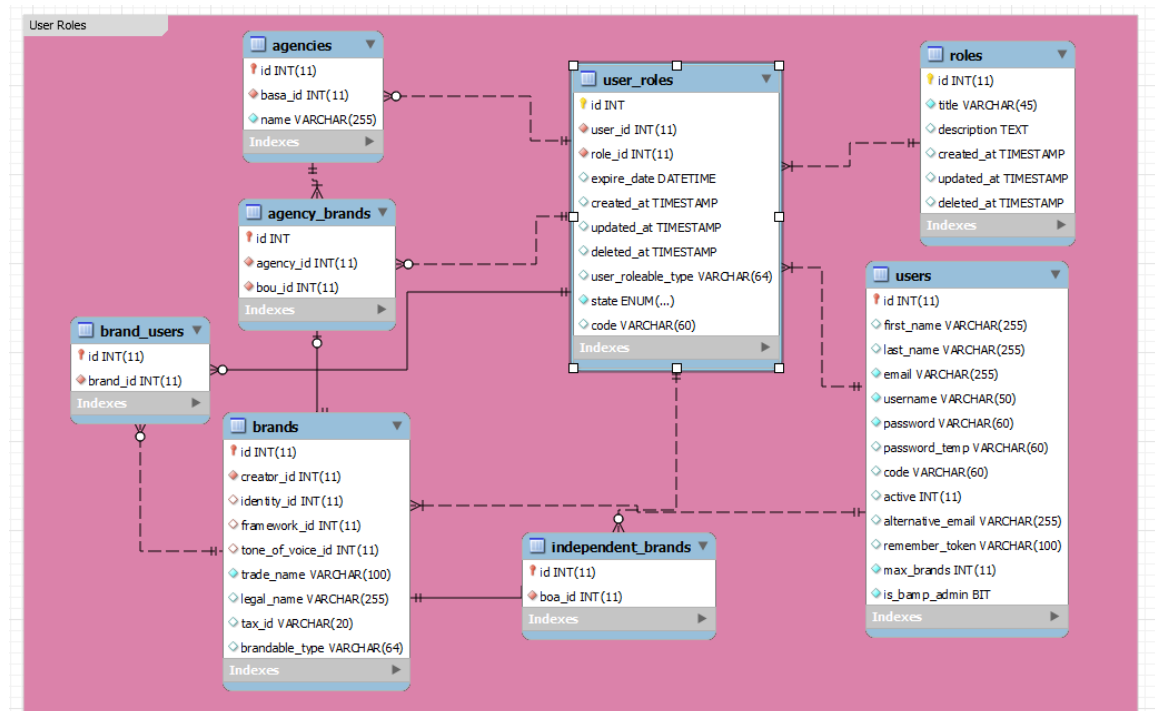 User Roles
agencies
id INT(11)
basa_id INT(11)
name VARCHAR(255)
Indexes
agency_brands
id INT
agency_id INT(11)
bou_id INT(11)
Indexes
brand_users
id INT(11)
brand_id INT(11)
Indexes
brands
id INT(11)
creator_id INT(11)
identity_id INT(11)
framework_id INT(11)
tone_of_voice_id INT(11)
trade_name VARCHAR(100)
legal_name VARCHAR(255)
tax_id VARCHAR(20)
brandable_type VARCHAR(64)
Indexes
user_roles
id INT
user_id INT(11)
role_id INT(11)
expire_date DATETIME
created_at TIMESTAMP
updated_at TIMESTAMP
deleted_at TIMESTAMP
user_roleable_type VARCHAR(64)
state ENUM(...)
code VARCHAR(60)
Indexes
independent_brands
id INT(11)
boa_id INT(11)
Indexes
roles
id INT(11)
title VARCHAR(45)
description TEXT
created_at TIMESTAMP
updated_at TIMESTAMP
deleted_at TIMESTAMP
Indexes
users
id INT(11)
first_name VARCHAR(255)
last_name VARCHAR(255)
email VARCHAR(255)
username VARCHAR(50)
password VARCHAR(60)
password_temp VARCHAR(60)
code VARCHAR(60)
active INT(11)
alternative_email VARCHAR(255)
remember_token VARCHAR(100)
max_brands INT(11)
is_bamp_admin BIT
Indexes